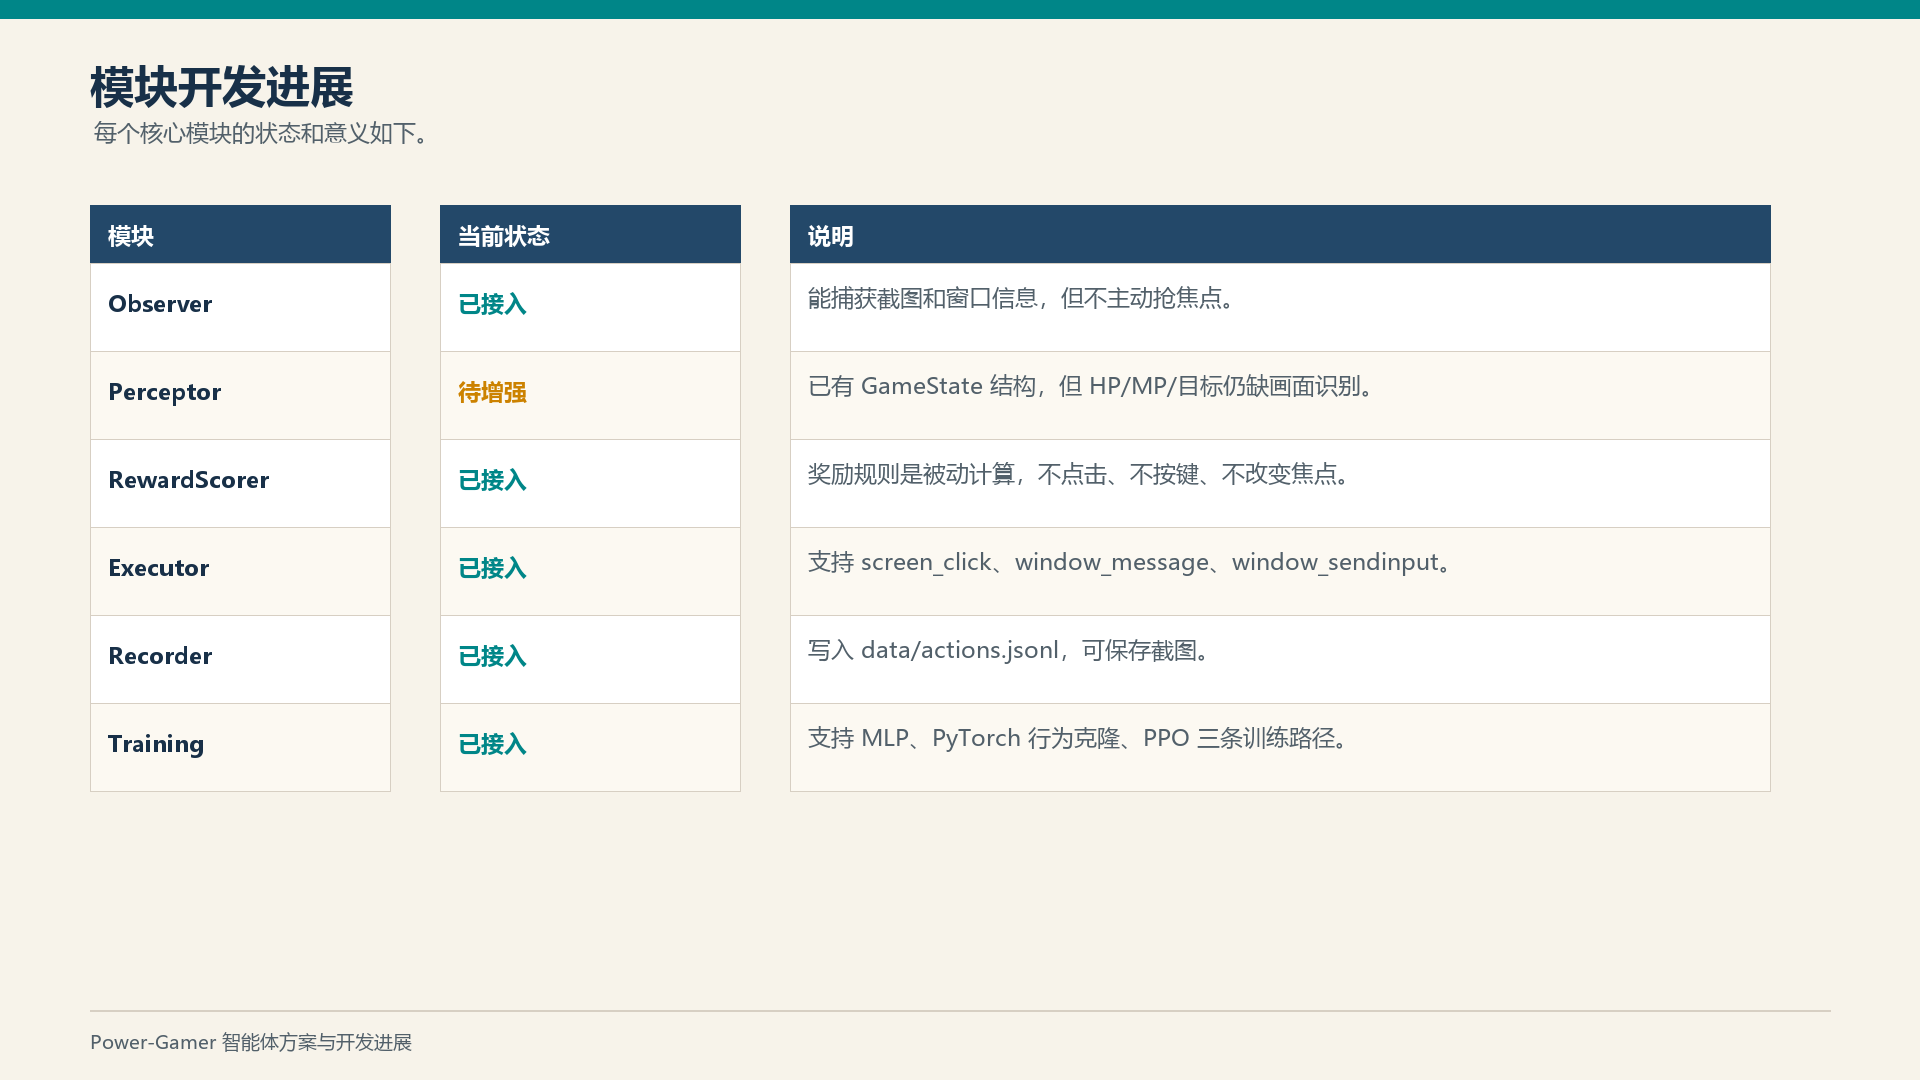 模块开发进展
每个核心模块的状态和意义如下。
模块 当前状态 说明
Observer 已接入 能捕获截图和窗口信息，但不主动抢焦点。
Perceptor 待增强 已有 GameState 结构，但 HP/MP/目标仍缺画面识别。
RewardScorer 已接入 奖励规则是被动计算，不点击、不按键、不改变焦点。
Executor 已接入 支持 screen_click、window_message、window_sendinput。
Recorder 已接入 写入 data/actions.jsonl，可保存截图。
Training 已接入 支持 MLP、PyTorch 行为克隆、PPO 三条训练路径。
Power-Gamer 智能体方案与开发进展